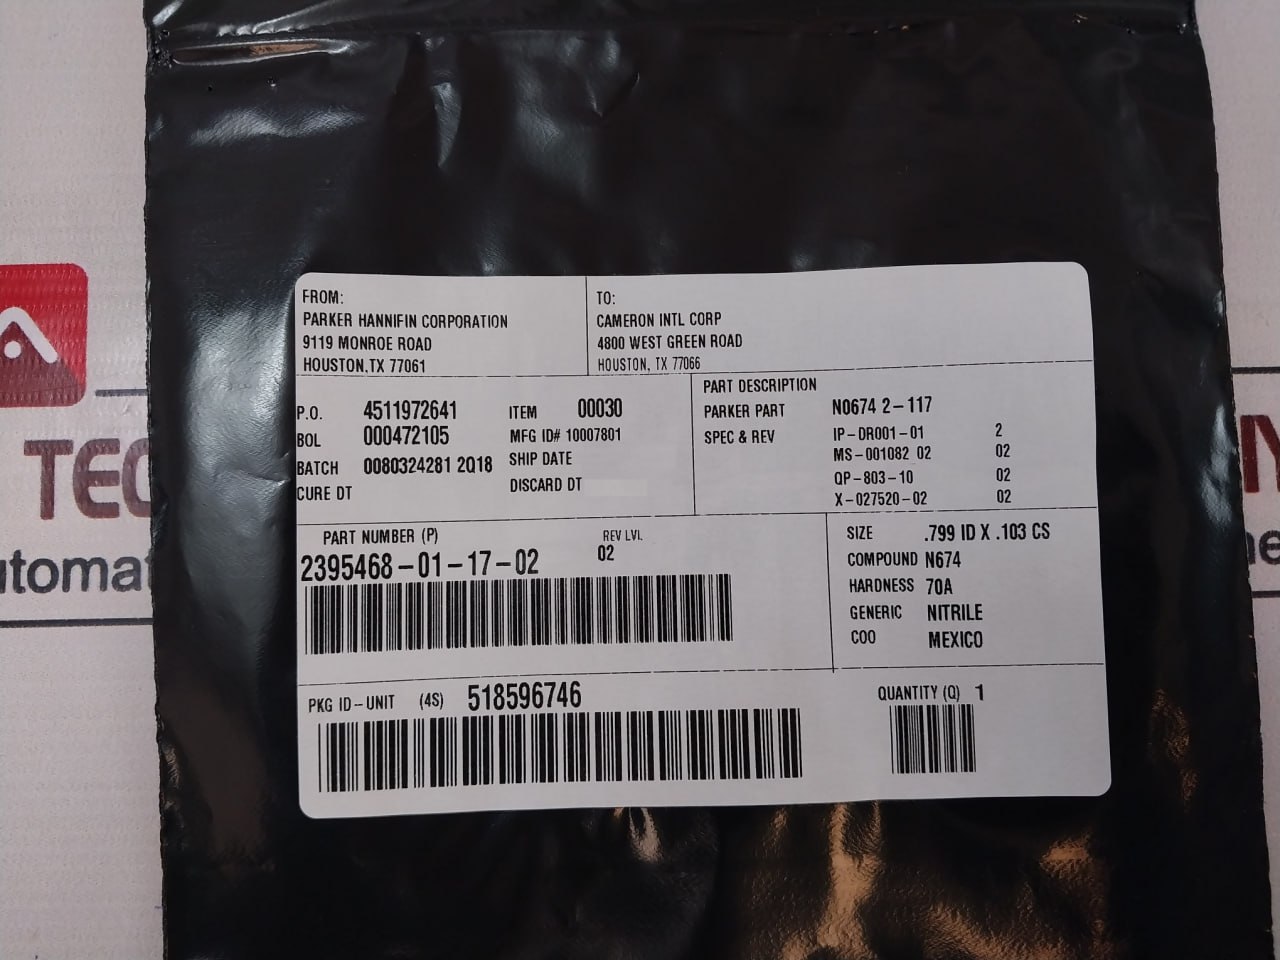 FROM:
PARKER HANNIFIN CORPORATION
9119 MONROE ROAD
HOUSTON,TX 77061
TO:
CAMERON INTL CORP
4800 WEST GREEN ROAD
HOUSTON, TX 77066
P.O. 4511972641
BOL 000472105
BATCH 0080324281 2Q18
CURE DT
ITEM 00030
MFG ID# 10007801
SHIP DATE
DISCARD DT
PART DESCRIPTION
PARKER PART N0674 2-117
SPEC & REV IP-DR001-01 2
MS-001082 02 02
QP-803-10 02
X-027520-02 02
PART NUMBER (P) REV LVL
2395468-01-17-02 02
SIZE .799 ID X .103 CS
COMPOUND N674
HARDNESS 70A
GENERIC NITRILE
COO MEXICO
PKG ID-UNIT (4S) 518596746
QUANTITY (Q) 1
TEC
utomat